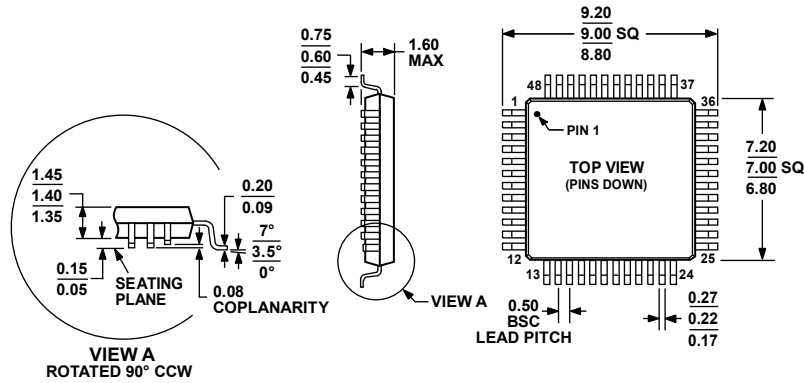 0.75
0.60
0.45
1.60
MAX
9.20
9.00 SQ
8.80
48
37
1
36
PIN 1
TOP VIEW
(PINS DOWN)
7.20
7.00 SQ
6.80
12
25
13
24
1.45
1.40
1.35
0.20
0.09
7°
3.5°
0°
0.15
0.05
SEATING
PLANE
0.08
COPLANARITY
VIEW A
0.50
BSC
LEAD PITCH
0.27
0.22
0.17
VIEW A
ROTATED 90° CCW